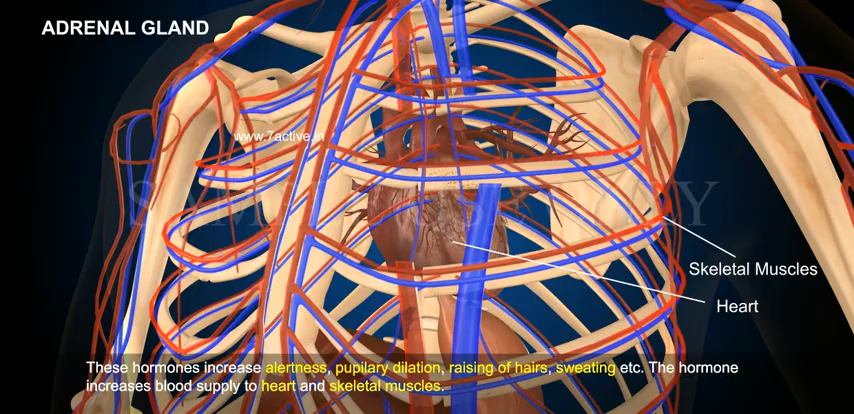 ADRENAL GLAND
www.7active.in
Skeletal Muscles
Heart
These hormones increase alertness, pupilary dilation, raising of hairs, sweating etc. The hormone
increases blood supply to heart and skeletal muscles.